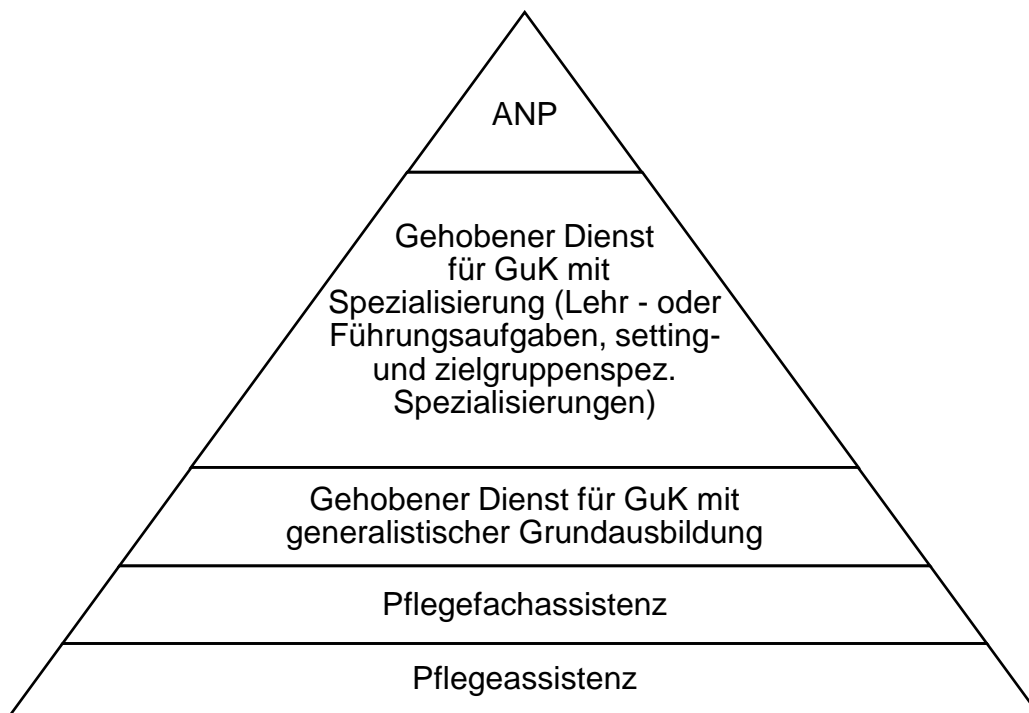 ANP
Gehobener Dienst
für GuK mit
Spezialisierung (Lehr - oder
Führungsaufgaben, setting-
und zielgruppenspez.
Spezialisierungen)
Gehobener Dienst für GuK mit
generalistischer Grundausbildung
Pflegefachassistenz
Pflegeassistenz